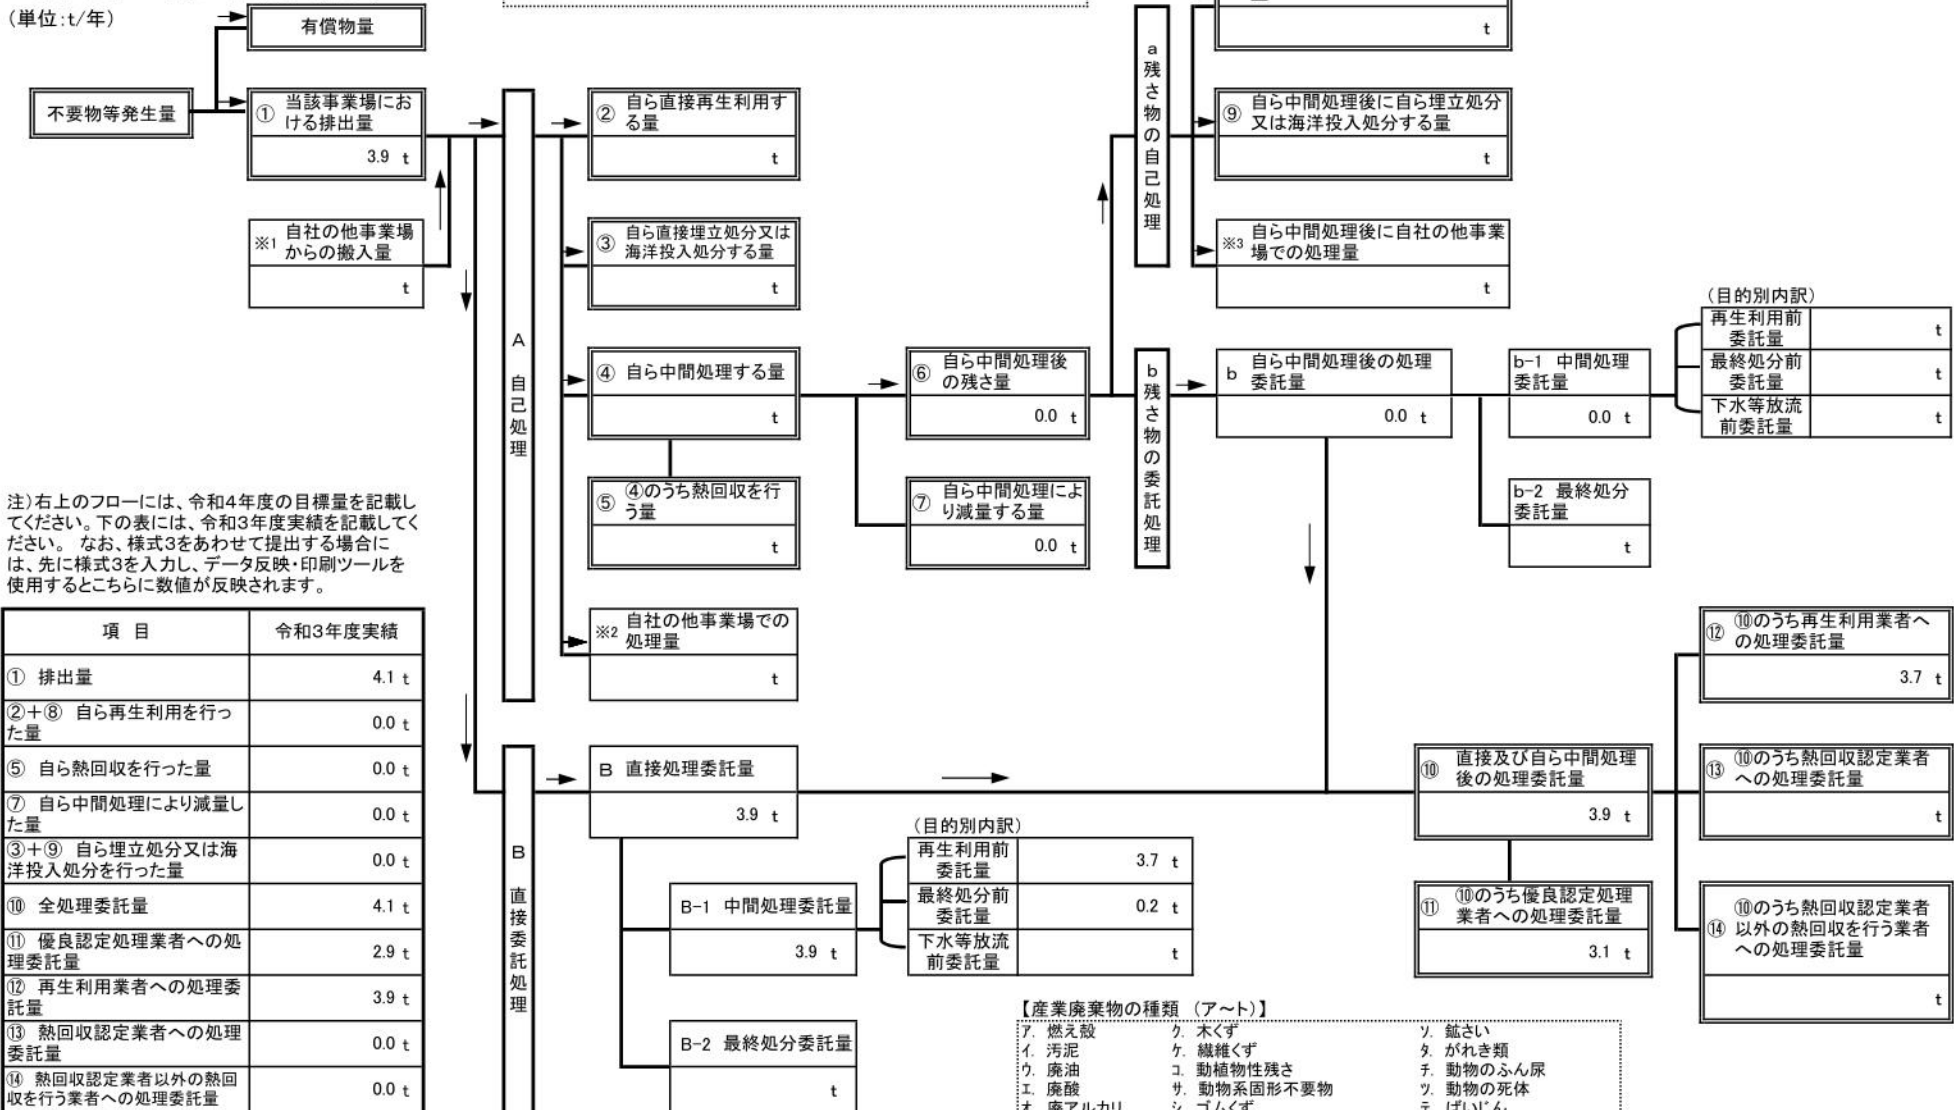 (単位:t/年)
有償物量
不要物等発生量
① 当該事業場にお
ける排出量
3.9 t
※1 自社の他事業場
からの搬入量
t
A
自
己
処
理
② 自ら直接再生利用す
る量
t
③ 自ら直接埋立処分又は
海洋投入処分する量
t
④ 自ら中間処理する量
t
⑤ ④のうち熱回収を行
う量
t
※2 自社の他事業場での
処理量
t
⑥ 自ら中間処理後
の残さ量
0.0 t
⑦ 自ら中間処理によ
り減量する量
0.0 t
a
残
さ
物
の
自
己
処
理
t
⑨ 自ら中間処理後に自ら埋立処分
又は海洋投入処分する量
t
※3 自ら中間処理後に自社の他事業
場での処理量
t
b
残
さ
物
の
委
託
処
理
b 自ら中間処理後の処理
委託量
0.0 t
b-1 中間処理
委託量
0.0 t
(目的別内訳)
再生利用前
委託量
t
最終処分前
委託量
t
下水等放流
前委託量
t
b-2 最終処分
委託量
t
注)右上のフローには、令和4年度の目標量を記載し
てください。下の表には、令和3年度実績を記載してく
ださい。 なお、様式3をあわせて提出する場合に
は、先に様式3を入力し、データ反映・印刷ツールを
使用するとこちらに数値が反映されます。
項 目 令和3年度実績
① 排出量 4.1 t
②+⑧ 自ら再生利用を行っ
た量 0.0 t
⑤ 自ら熱回収を行った量 0.0 t
⑦ 自ら中間処理により減量し
た量 0.0 t
③+⑨ 自ら埋立処分又は海
洋投入処分を行った量 0.0 t
⑩ 全処理委託量 4.1 t
⑪ 優良認定処理業者への処
理委託量 2.9 t
⑫ 再生利用業者への処理委
託量 3.9 t
⑬ 熱回収認定業者への処理
委託量 0.0 t
⑭ 熱回収認定業者以外の熱回
収を行う業者への処理委託量 0.0 t
B
直
接
委
託
処
理
B 直接処理委託量
3.9 t
B-1 中間処理委託量
3.9 t
(目的別内訳)
再生利用前
委託量
3.7 t
最終処分前
委託量
0.2 t
下水等放流
前委託量
t
B-2 最終処分委託量
t
⑩ 直接及び自ら中間処理
後の処理委託量
3.9 t
⑪ ⑩のうち優良認定処理
業者への処理委託量
3.1 t
⑫ ⑩のうち再生利用業者へ
の処理委託量
3.7 t
⑬ ⑩のうち熱回収認定業者
への処理委託量
t
⑭ ⑩のうち熱回収認定業者
以外の熱回収を行う業者
への処理委託量
t
【産業廃棄物の種類 (ア~ト)】
ア. 燃え殻 ク. 木くず ソ. 鉱さい
イ. 汚泥 ケ. 繊維くず タ. がれき類
ウ. 廃油 コ. 動植物性残さ チ. 動物のふん尿
エ. 廃酸 サ. 動物系固形不要物 ツ. 動物の死体
オ. 廃アルカリ シ. ゴムくず テ. ばいじん